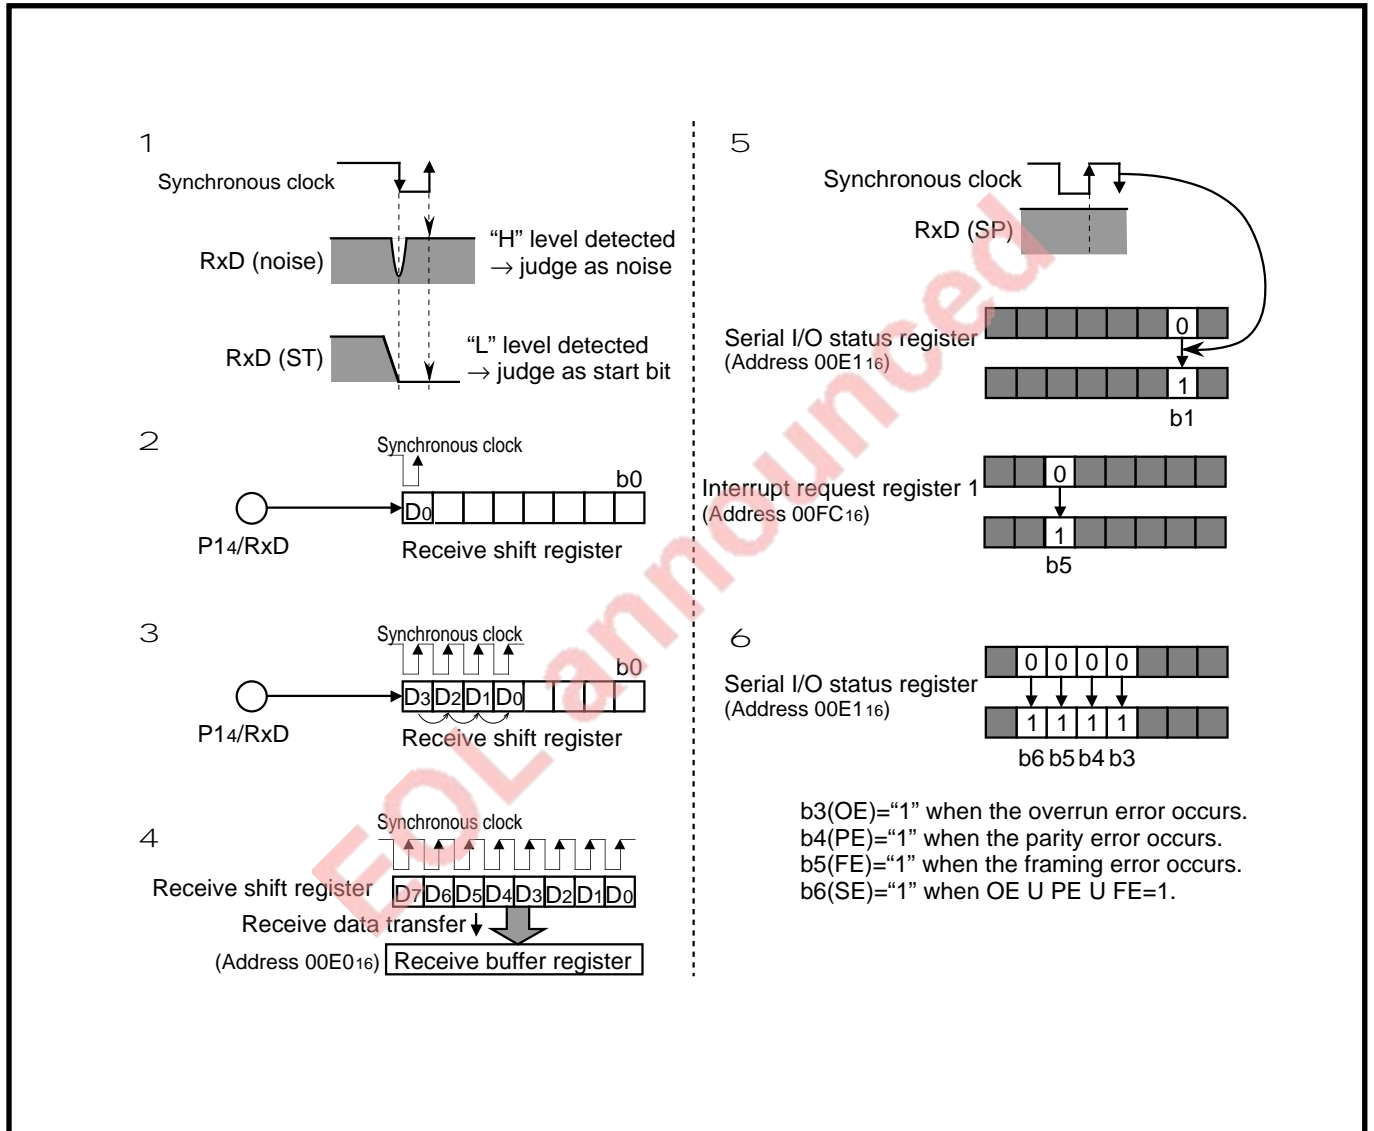 1
Synchronous clock
RxD (noise)
“H” level detected
→ judge as noise
RxD (ST)
“L” level detected
→ judge as start bit
2
Synchronous clock
b0
D0
P14/RxD
Receive shift register
3
Synchronous clock
b0
D3 D2 D1 D0
P14/RxD
Receive shift register
4
Synchronous clock
Receive shift register
D7 D6 D5 D4 D3 D2 D1 D0
Receive data transfer
(Address 00E016)
Receive buffer register
5
Synchronous clock
RxD (SP)
0
Serial I/O status register
(Address 00E116)
1
b1
0
Interrupt request register 1
(Address 00FC16)
1
b5
6
0 0 0 0
Serial I/O status register
(Address 00E116)
1 1 1 1
b6 b5 b4 b3
b3(OE)=“1” when the overrun error occurs.
b4(PE)=“1” when the parity error occurs.
b5(FE)=“1” when the framing error occurs.
b6(SE)=“1” when OE U PE U FE=1.
EOL announced